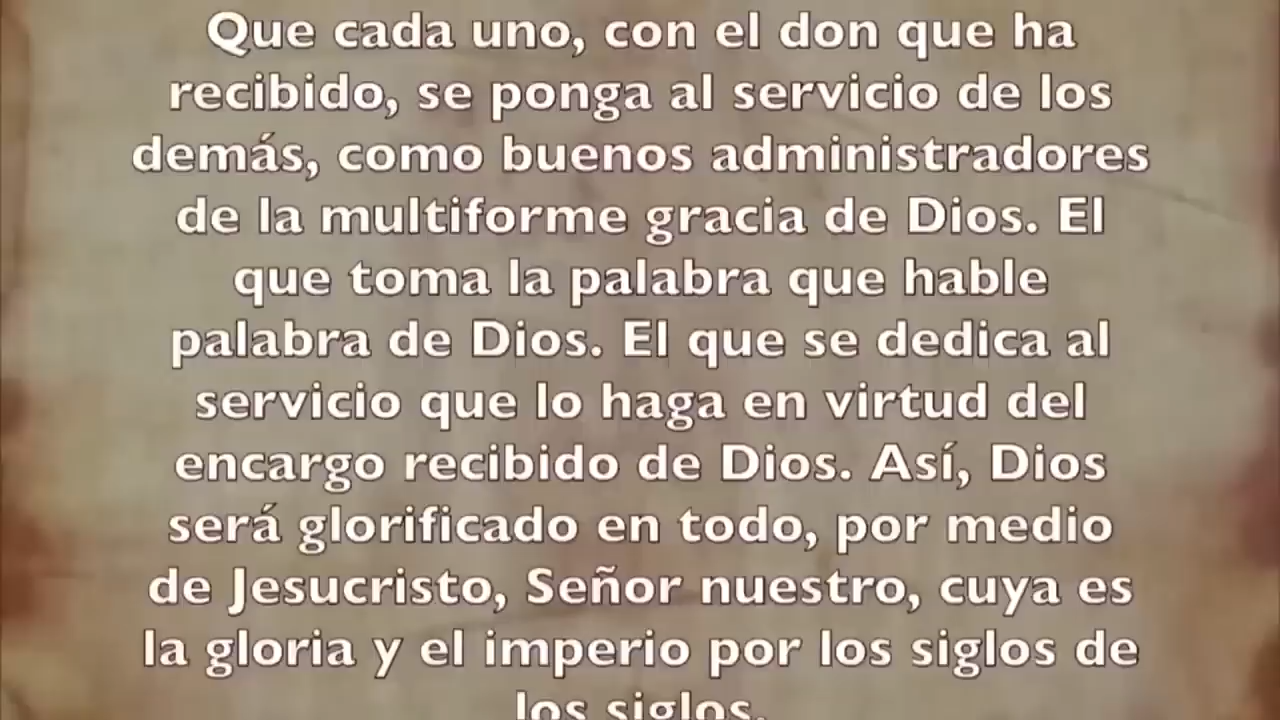 Que cada uno, con el don que ha
recibido, se ponga al servicio de los
demás, como buenos administradores
de la multiforme gracia de Dios. El
que toma la palabra que hable
palabra de Dios. El que se dedica al
servicio que lo haga en virtud del
encargo recibido de Dios. Así, Dios
será glorificado en todo, por medio
de Jesucristo, Señor nuestro, cuya es
la gloria y el imperio por los siglos de
los siglos.